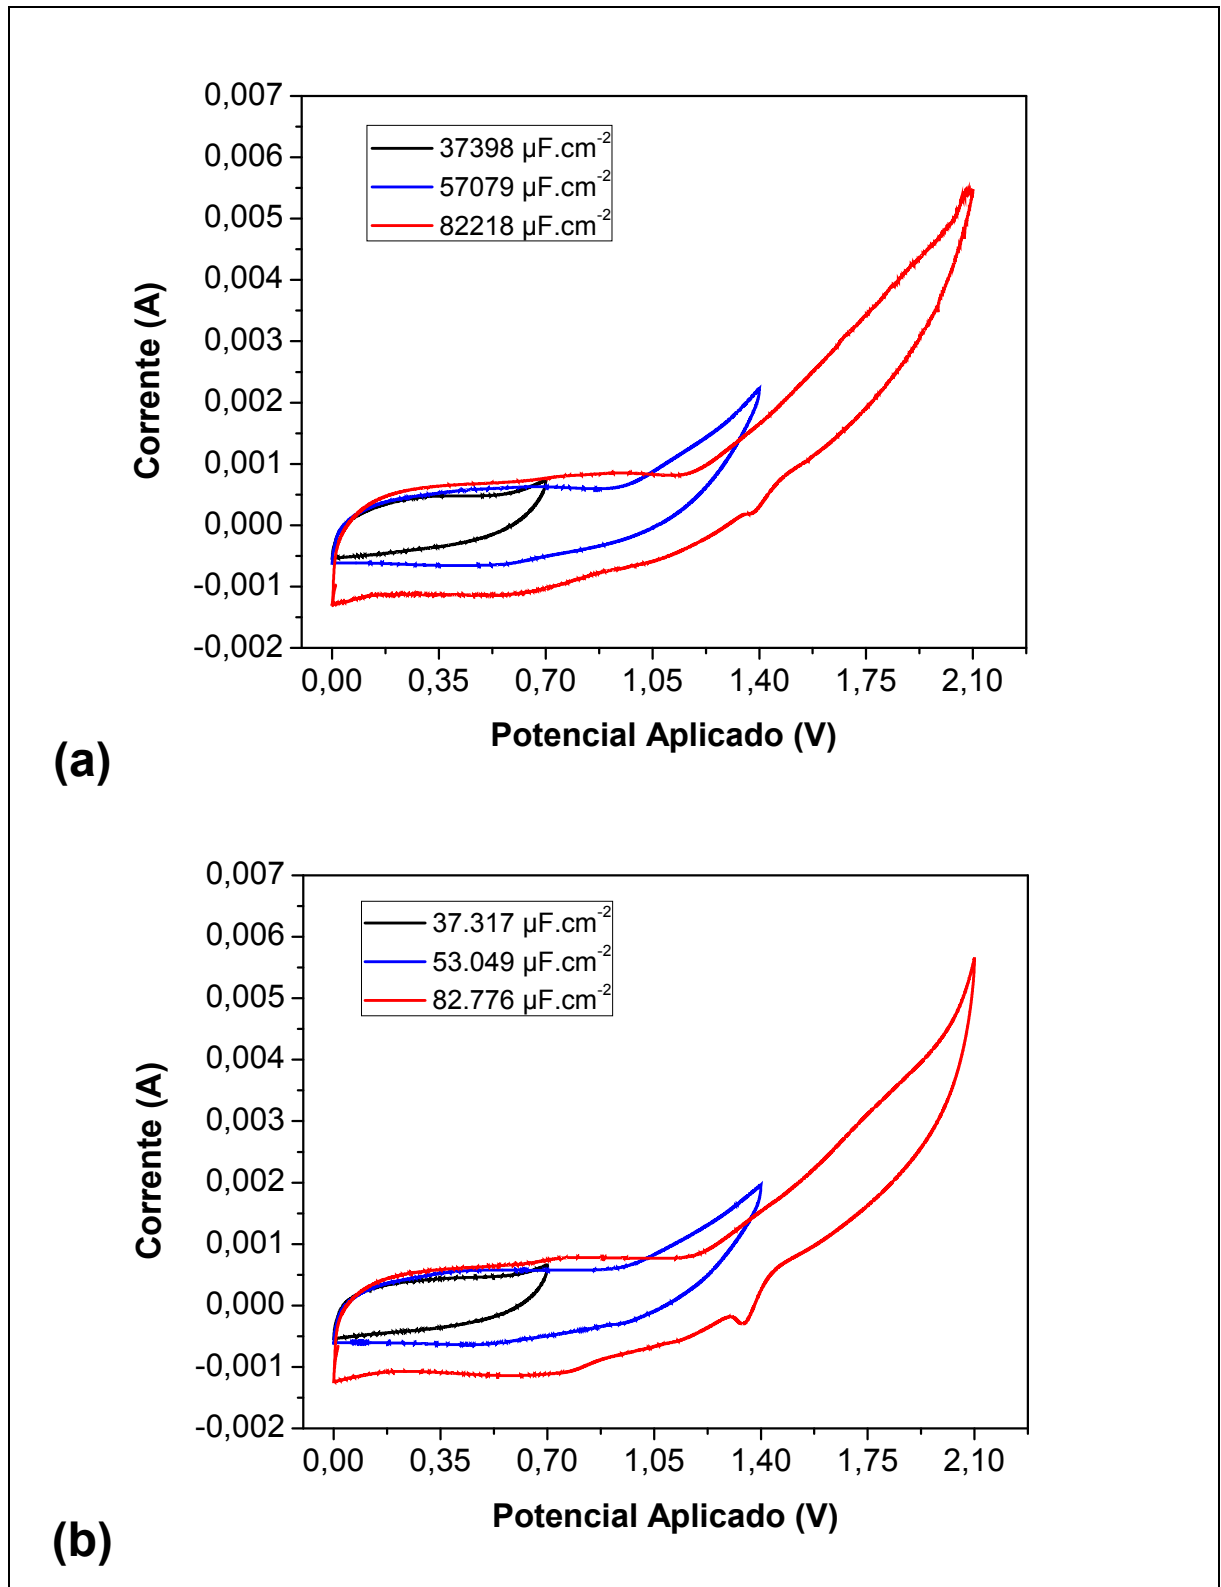 0,007
0,006
0,005
0,004
0,003
0,002
0,001
0,000
-0,001
-0,002
Corrente (A)
37398 µF.cm-2
57079 µF.cm-2
82218 µF.cm-2
0,00 0,35 0,70 1,05 1,40 1,75 2,10
Potencial Aplicado (V)
(a)
0,007
0,006
0,005
0,004
0,003
0,002
0,001
0,000
-0,001
-0,002
Corrente (A)
37.317 µF.cm-2
53.049 µF.cm-2
82.776 µF.cm-2
0,00 0,35 0,70 1,05 1,40 1,75 2,10
Potencial Aplicado (V)
(b)